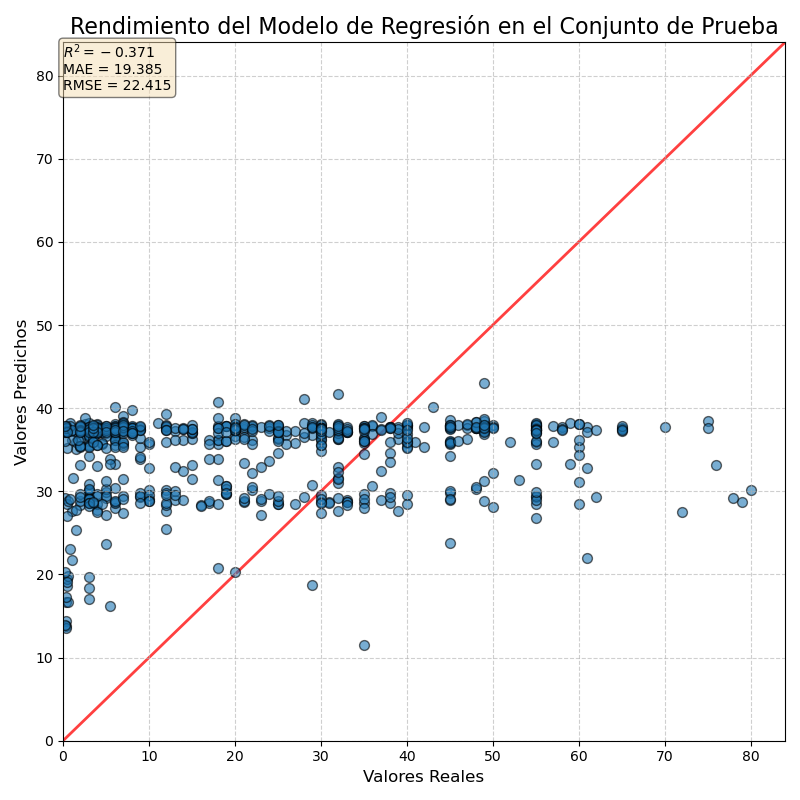 Rendimiento del Modelo de Regresión en el Conjunto de Prueba
R² = −0.371
MAE = 19.385
RMSE = 22.415
Valores Predichos
80
70
60
50
40
30
20
10
0
0 10 20 30 40 50 60 70 80
Valores Reales